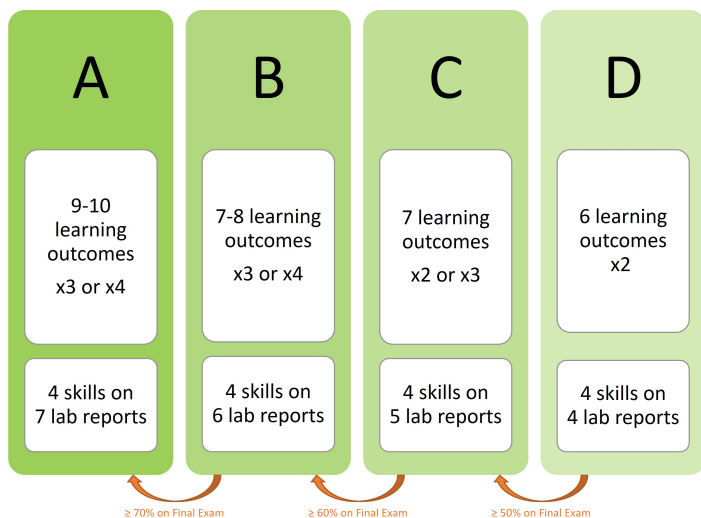 A
9-10
learning
outcomes
x3 or x4
4 skills on
7 lab reports
B
7-8 learning
outcomes
x3 or x4
4 skills on
6 lab reports
C
7 learning
outcomes
x2 or x3
4 skills on
5 lab reports
D
6 learning
outcomes
x2
4 skills on
4 lab reports
≥ 70% on Final Exam
≥ 60% on Final Exam
≥ 50% on Final Exam